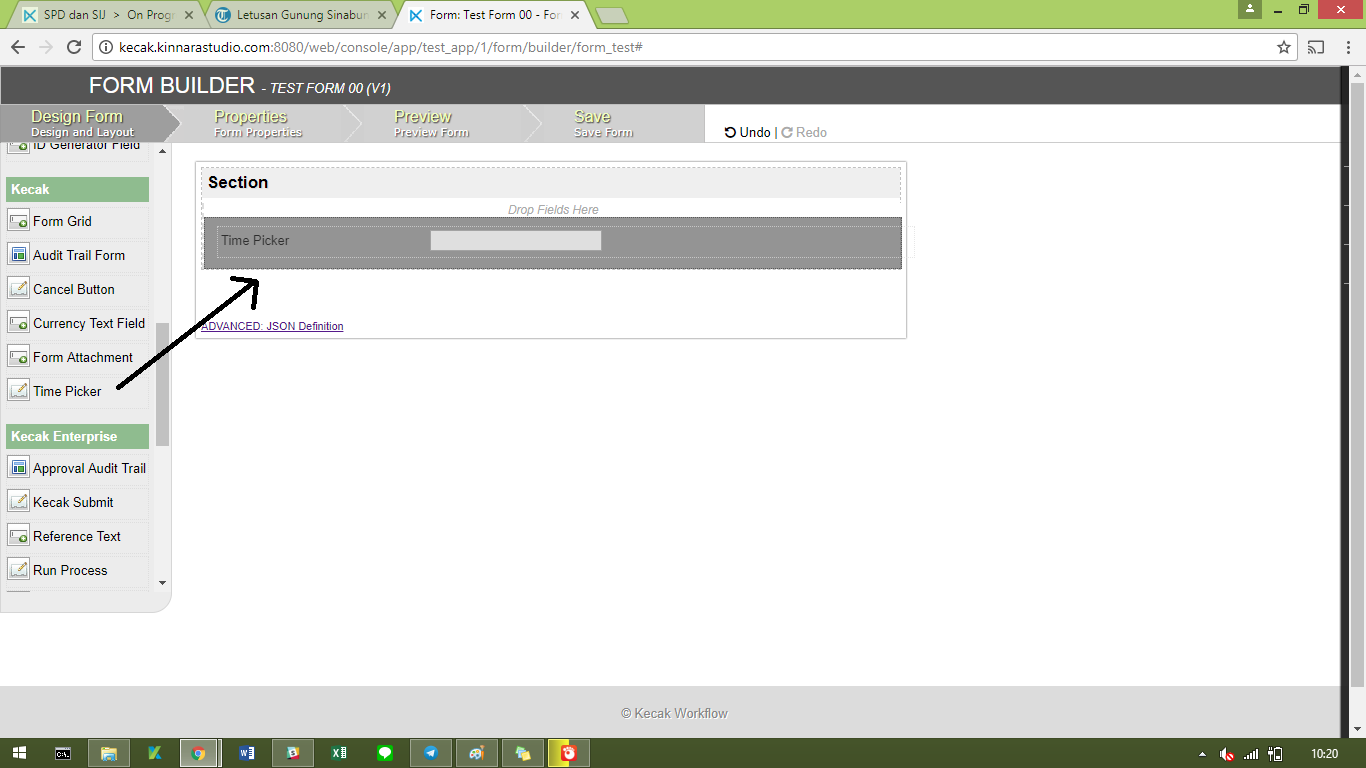 SPD dan SIJ > On Progr
Letusan Gunung Sinabun
Form: Test Form 00 - For
kecak.kinnarastudio.com:8080/web/console/app/test_app/1/form/builder/form_test#
FORM BUILDER - TEST FORM 00 (V1)
Design Form
Design and Layout
Properties
Form Properties
Preview
Preview Form
Save
Save Form
Undo | Redo
ID Generator Field
Kecak
Form Grid
Audit Trail Form
Cancel Button
Currency Text Field
Form Attachment
Time Picker
Kecak Enterprise
Approval Audit Trail
Kecak Submit
Reference Text
Run Process
Section
Drop Fields Here
Time Picker
ADVANCED: JSON Definition
© Kecak Workflow
10:20